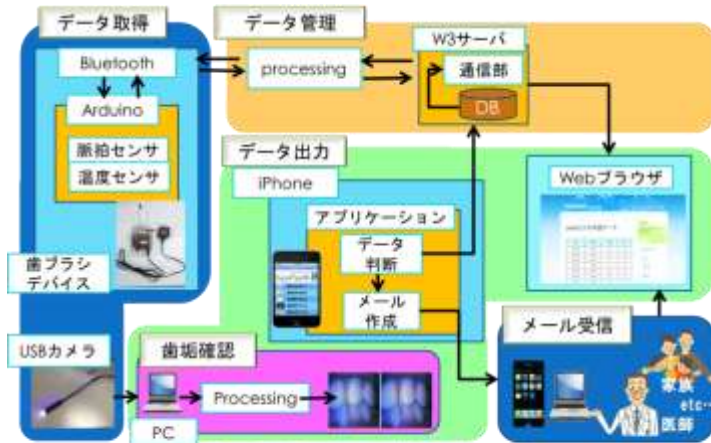 データ取得
Bluetooth
Arduino
脈拍センサ
温度センサ
歯ブラシ
デバイス
USBカメラ
データ管理
processing
W3サーバ
通信部
DB
データ出力
iPhone
アプリケーション
データ
判断
メール
作成
Webブラウザ
歯垢確認
Processing
PC
メール受信
家族
etc…
医師